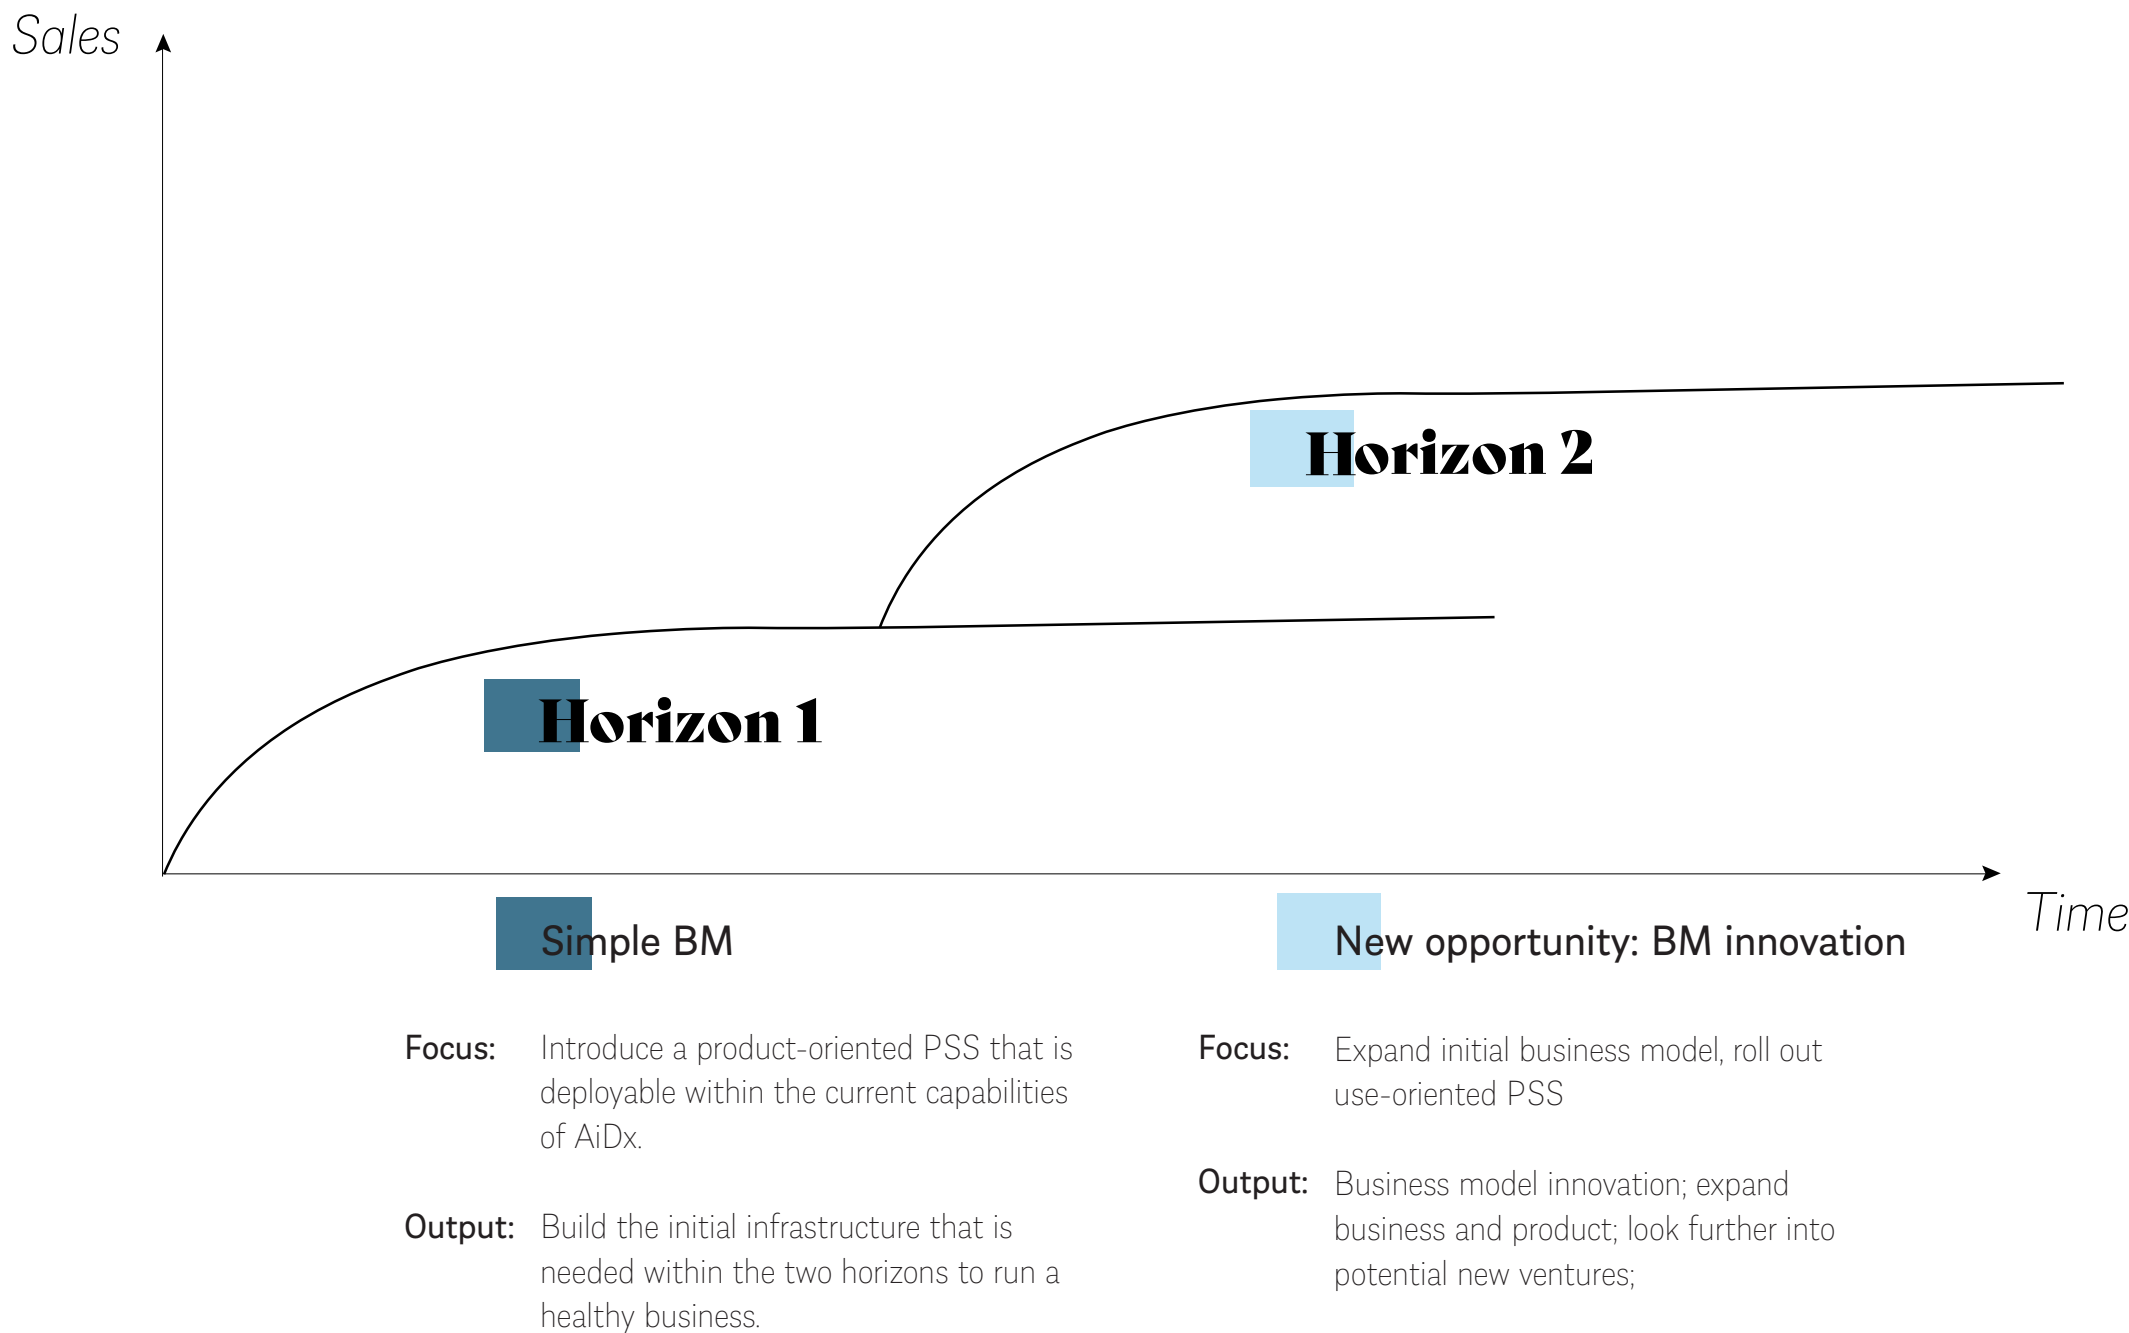 Sales
Horizon 2
Horizon 1
Time
Simple BM
Focus: Introduce a product-oriented PSS that is
deployable within the current capabilities
of AiDx.
Output: Build the initial infrastructure that is
needed within the two horizons to run a
healthy business.
New opportunity: BM innovation
Focus: Expand initial business model, roll out
use-oriented PSS
Output: Business model innovation; expand
business and product; look further into
potential new ventures;